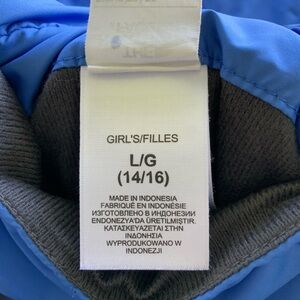 GIRL'S/FILLES
L/G
(14/16)
MADE IN INDONESIA
FABRIQUÉ EN INDONÉSIE
ИЗГОТОВЛЕНО В ИНДОНЕЗИИ
ENDONEZYA'DA ÜRETILMISTIR.
ΚΑΤΑΣΚΕΥΑΖΕΤΑΙ ΣΤΗΝ
ΙΝΔΟΝΗΣΙΑ
WYPRODUKOWANO W
INDONEZJI